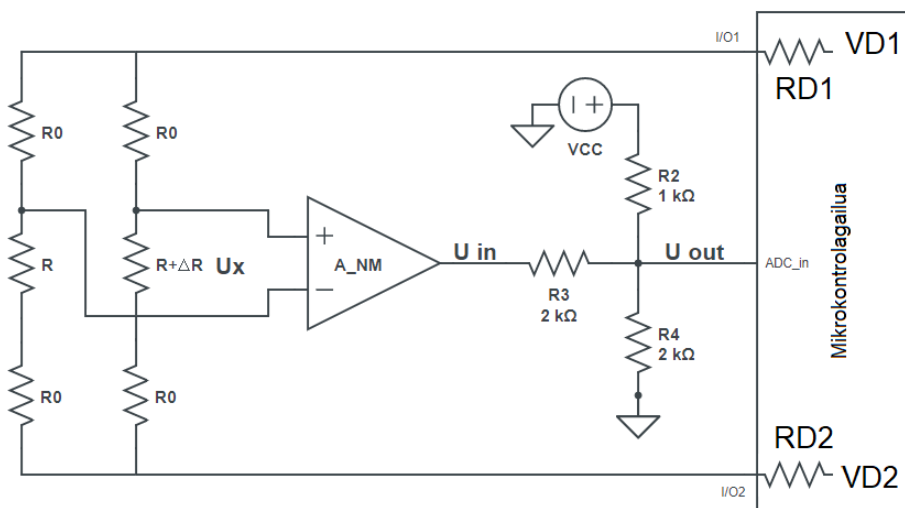 I/O1
VD1
RD1
VCC
R0
R0
R2
1 kΩ
R
R+△R
Ux
A_NM
U in
U out
ADC_in
Mikrokontrolagailua
R3
2 kΩ
R4
2 kΩ
R0
R0
RD2
VD2
I/O2